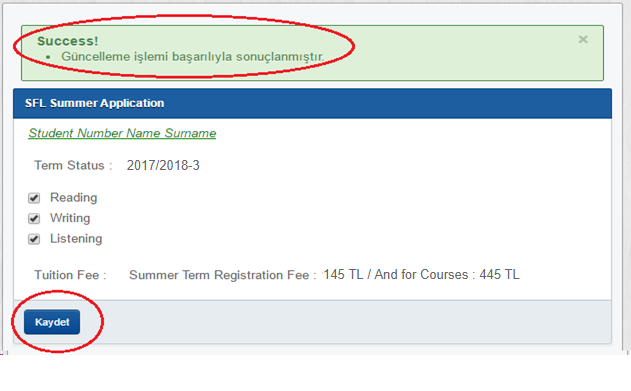 Success!
• Güncelleme işlemi başarılıyla sonuçlanmıştır
×
SFL Summer Application
Student Number Name Surname
Term Status : 2017/2018-3
Reading
Writing
Listening
Tuition Fee : Summer Term Registration Fee : 145 TL / And for Courses : 445 TL
Kaydet